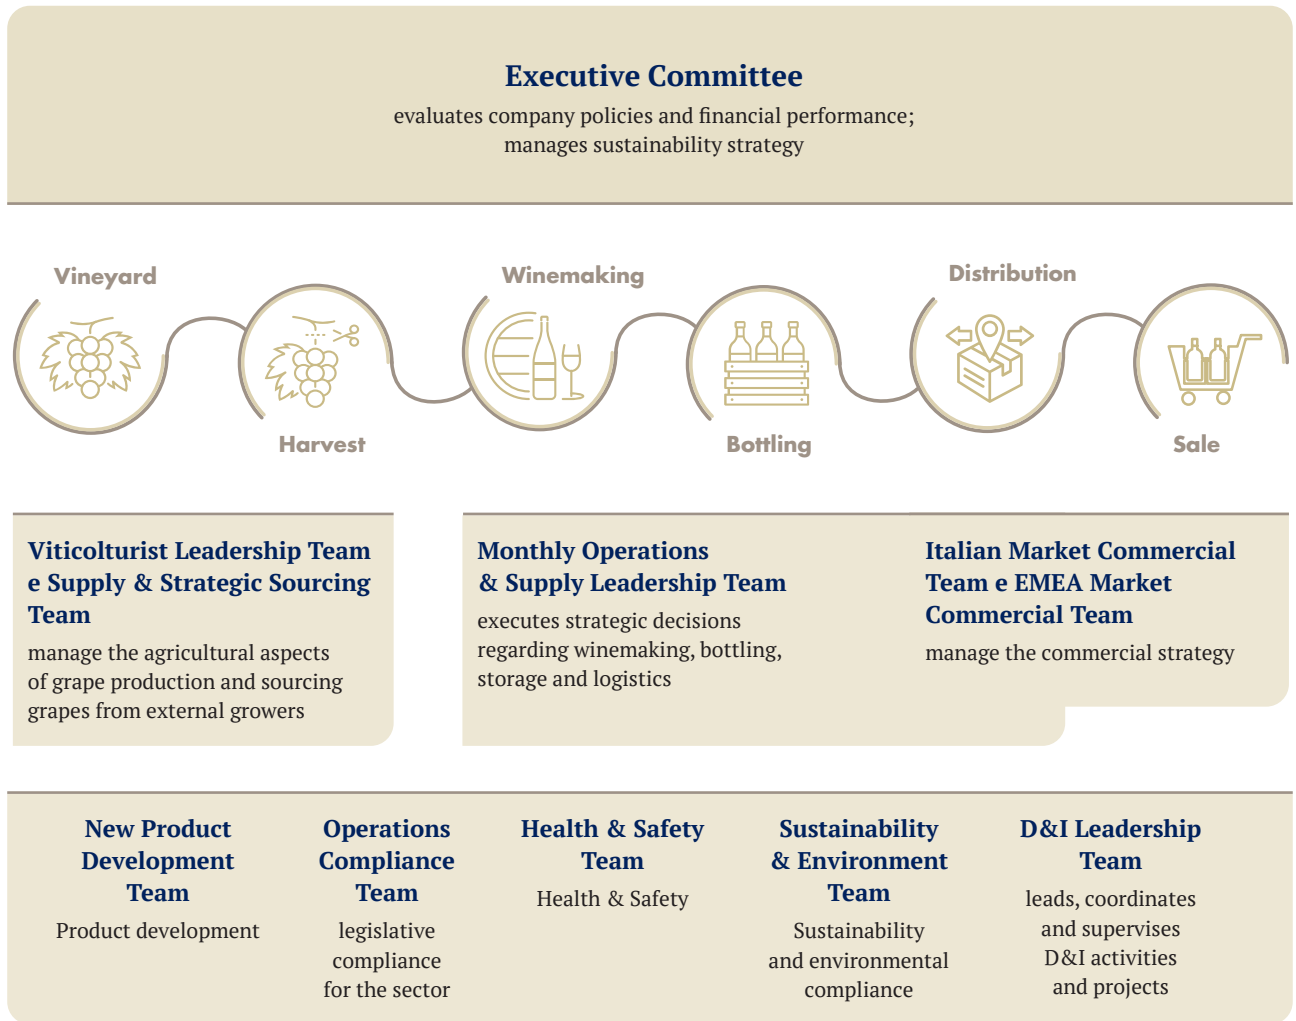 Executive Committee
evaluates company policies and financial performance;
manages sustainability strategy
Vineyard
Harvest
Winemaking
Bottling
Distribution
Sale
Viticolturist Leadership Team
e Supply & Strategic Sourcing
Team
manage the agricultural aspects
of grape production and sourcing
grapes from external growers
Monthly Operations
& Supply Leadership Team
executes strategic decisions
regarding winemaking, bottling,
storage and logistics
Italian Market Commercial
Team e EMEA Market
Commercial Team
manage the commercial strategy
New Product
Development
Team
Product development
Operations
Compliance
Team
legislative
compliance
for the sector
Health & Safety
Team
Health & Safety
Sustainability
& Environment
Team
Sustainability
and environmental
compliance
D&I Leadership
Team
leads, coordinates
and supervises
D&I activities
and projects